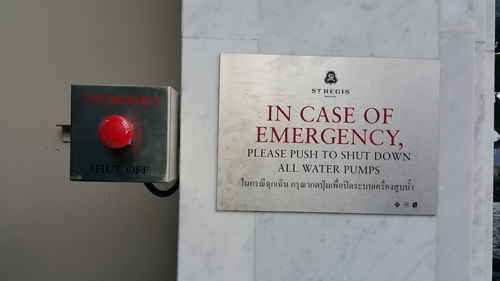 EMERGENCY
SHUT OFF
ST REGIS
IN CASE OF
EMERGENCY,
PLEASE PUSH TO SHUT DOWN
ALL WATER PUMPS
ในกรณีฉุกเฉิน กรุณากดปุ่มเพื่อปิดระบบเครื่องสูบน้ำ